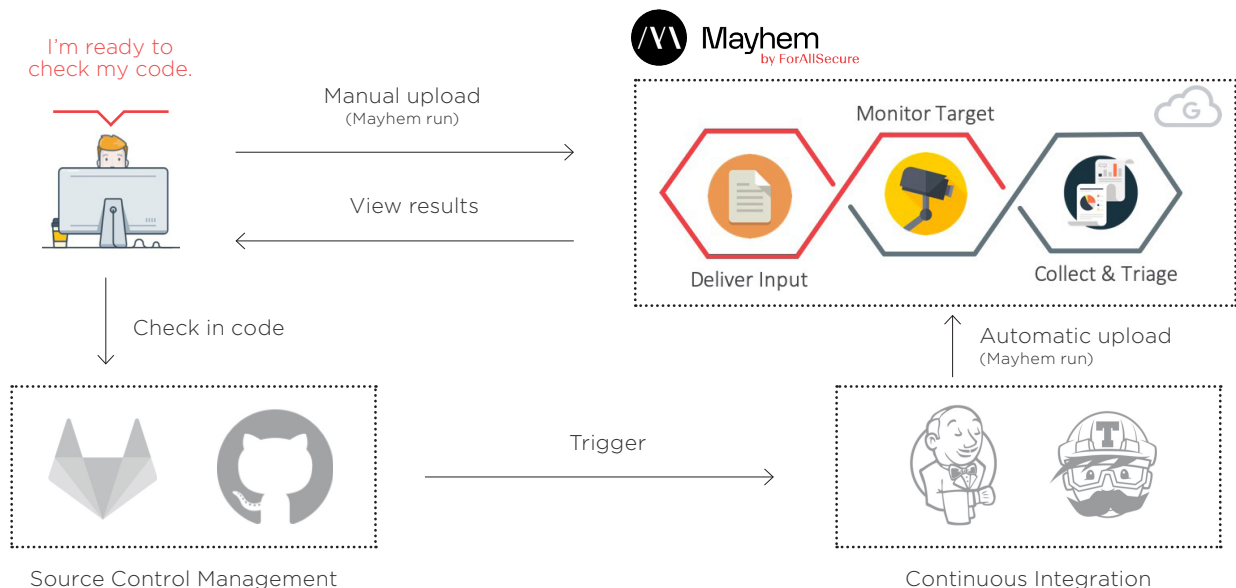 I'm ready to
check my code.
Mayhem
by ForAllSecure
Manual upload
(Mayhem run)
View results
G
Monitor Target
Deliver Input
Collect & Triage
Check in code
Automatic upload
(Mayhem run)
Trigger
T
Source Control Management
Continuous Integration